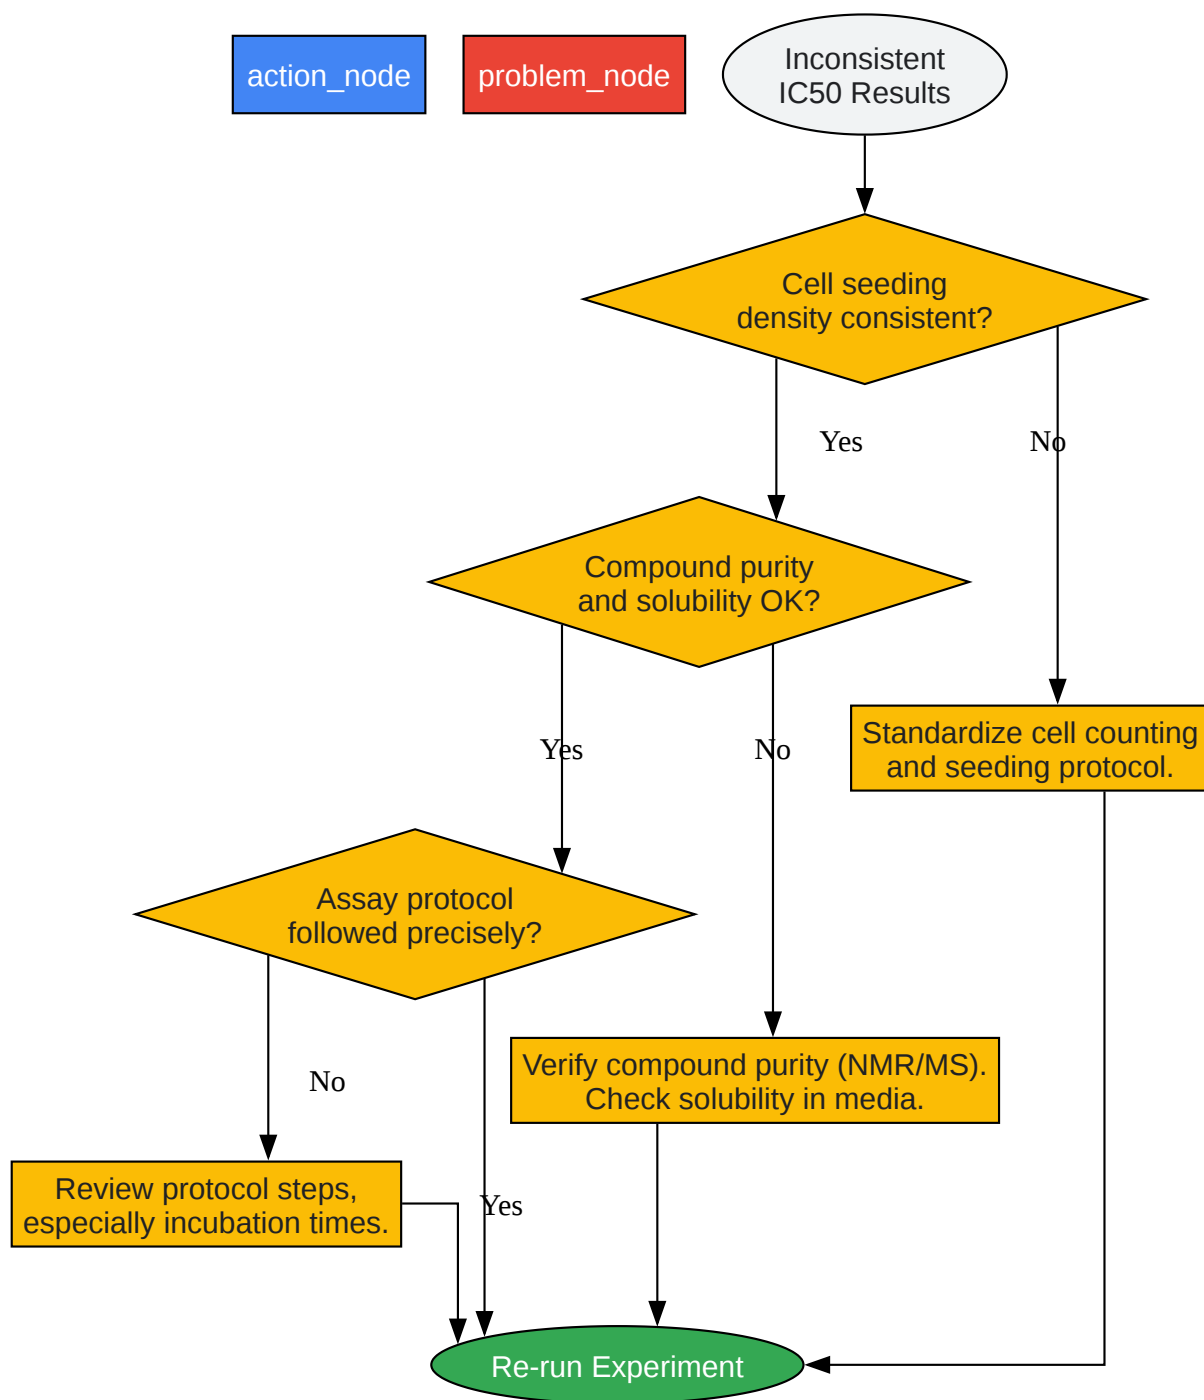 action_node
problem_node
Inconsistent
IC50 Results
Cell seeding
density consistent?
Yes
No
Compound purity
and solubility OK?
Standardize cell counting
and seeding protocol.
Yes
No
Assay protocol
followed precisely?
Verify compound purity (NMR/MS).
Check solubility in media.
No
Review protocol steps,
especially incubation times.
Yes
Re-run Experiment